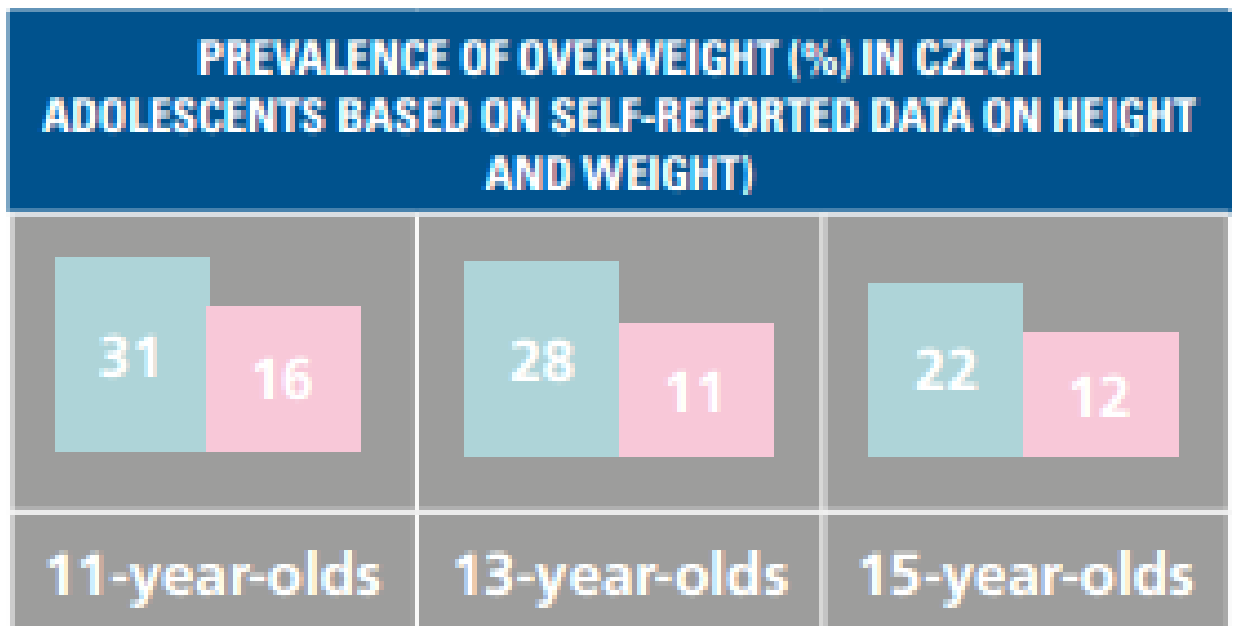 PREVALENCE OF OVERWEIGHT (%) IN CZECH
ADOLESCENTS BASED ON SELF-REPORTED DATA ON HEIGHT
AND WEIGHT)
31
16
28
11
22
12
11-year-olds
13-year-olds
15-year-olds